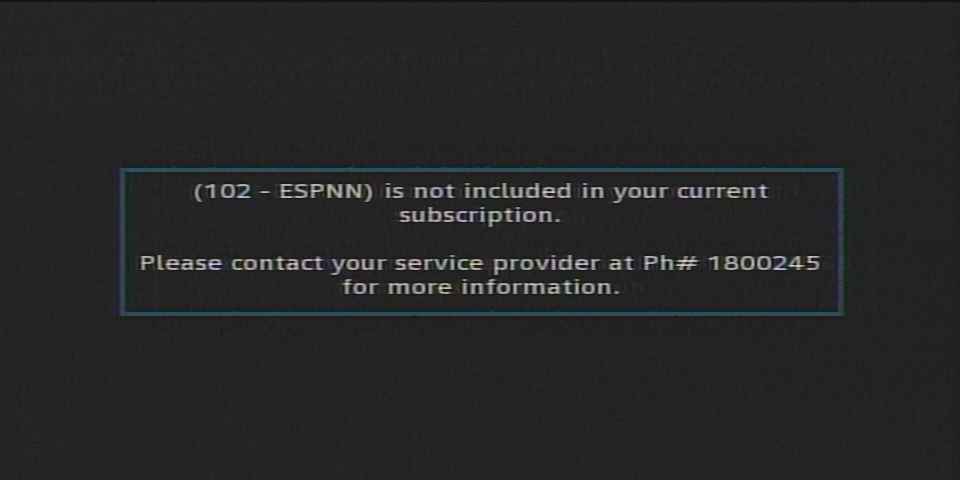 (102 - ESPNN) is not included in your current
subscription.
Please contact your service provider at Ph# 1800245
for more information.